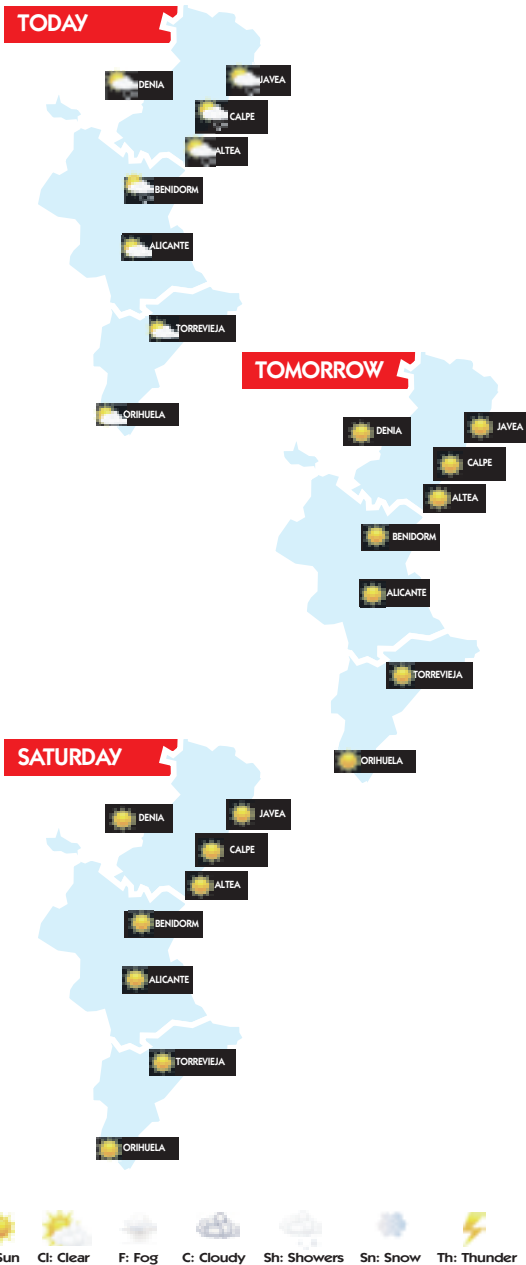 TODAY
DENIA
JAVEA
CALPE
ALTEA
BENIDORM
ALICANTE
TORREVIEJA
ORIHUELA
TOMORROW
DENIA
JAVEA
CALPE
ALTEA
BENIDORM
ALICANTE
TORREVIEJA
ORIHUELA
SATURDAY
DENIA
JAVEA
CALPE
ALTEA
BENIDORM
ALICANTE
TORREVIEJA
ORIHUELA
Sun Cl: Clear F: Fog C: Cloudy Sh: Showers Sn: Snow Th: Thunder